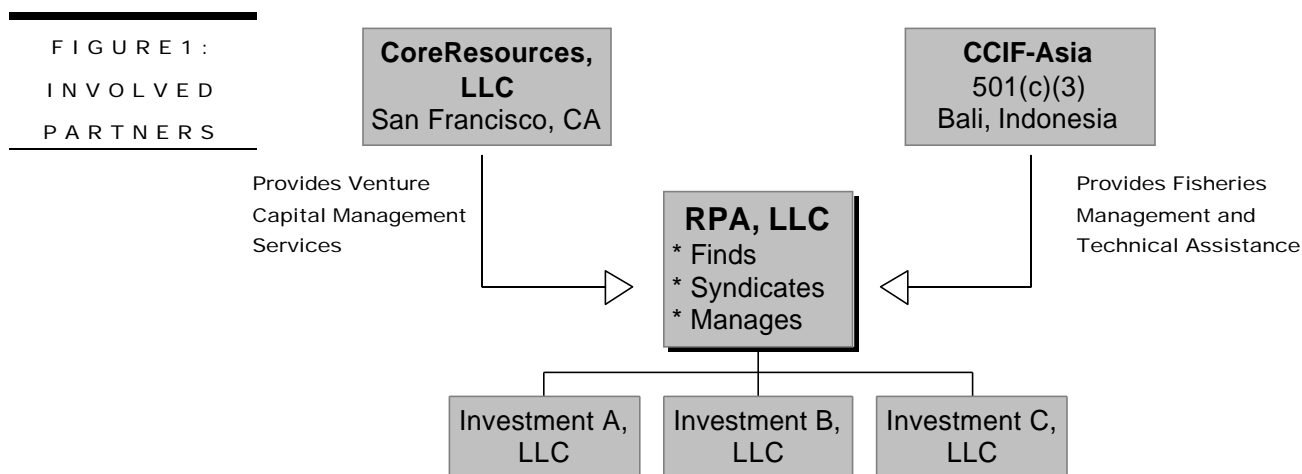 FIGURE1:
INVOLVED
PARTNERS
CoreResources,
LLC
San Francisco, CA
CCIF-Asia
501(c)(3)
Bali, Indonesia
Provides Venture
Capital Management
Services
RPA, LLC
* Finds
* Syndicates
* Manages
Provides Fisheries
Management and
Technical Assistance
Investment A,
LLC
Investment B,
LLC
Investment C,
LLC